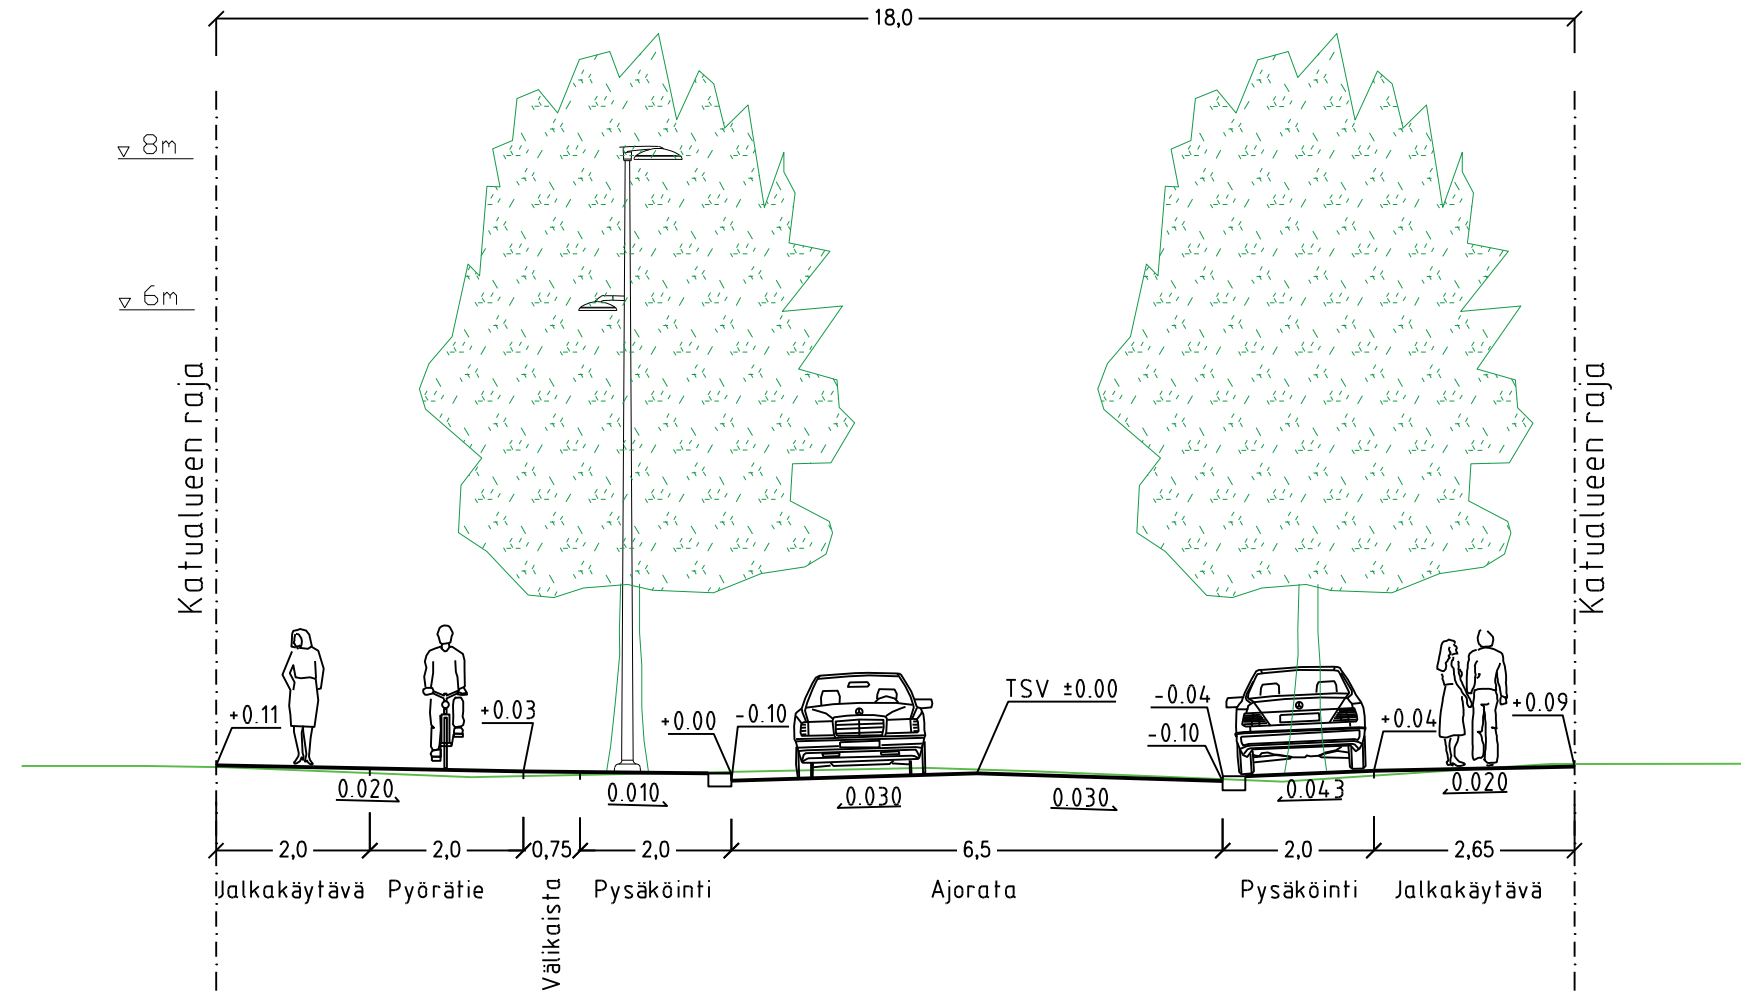 18,0
8m
6m
Katualueen raja
Katualueen raja
+0.11
+0.03
+0.00
-0.10
TSV ±0.00
-0.04
-0.10
+0.04
+0.09
0.020
0.010
0.030
0.030
0.043
0.020
2,0
2,0
0,75
2,0
6,5
2,0
2,65
Jalkakäytävä
Pyörätie
Välikaista
Pysäköinti
Ajorata
Pysäköinti
Jalkakäytävä